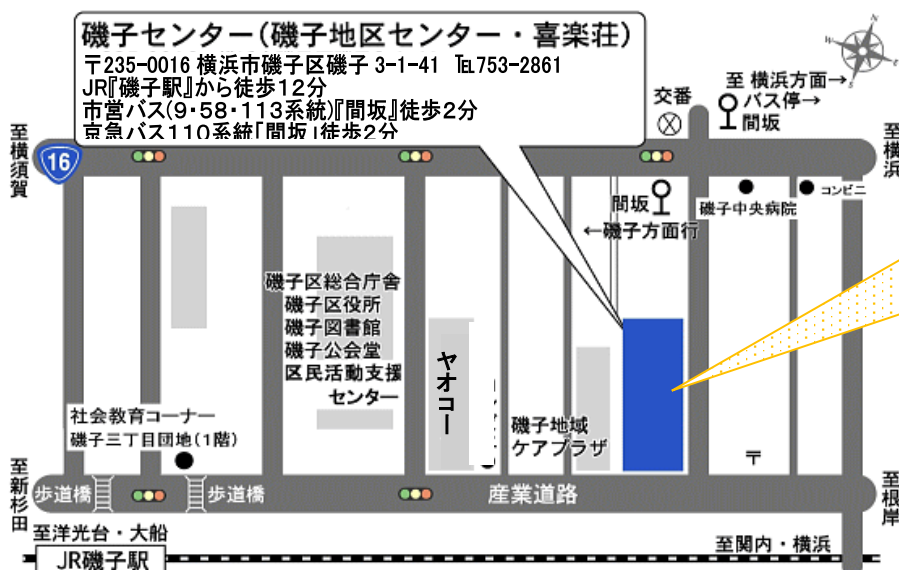 磯子センター(磯子地区センター・喜楽荘)
〒235-0016 横浜市磯子区磯子 3-1-41 ℡753-2861
JR『磯子駅』から徒歩12分
市営バス(9・58・113系統)『間坂』徒歩2分
京急バス110系統「間坂」徒歩2分
N
W
E
S
至 横浜方面→
バス停→
間坂
交番
至横須賀
16
至横浜
間坂
←磯子方面行
磯子中央病院
コンビニ
磯子区総合庁舎
磯子区役所
磯子図書館
磯子公会堂
区民活動支援
センター
ヤオコー
磯子地域
ケアプラザ
社会教育コーナー
磯子三丁目団地(1階)
〒
至新杉田
歩道橋
歩道橋
産業道路
至根岸
至洋光台・大船
JR磯子駅
至関内・横浜